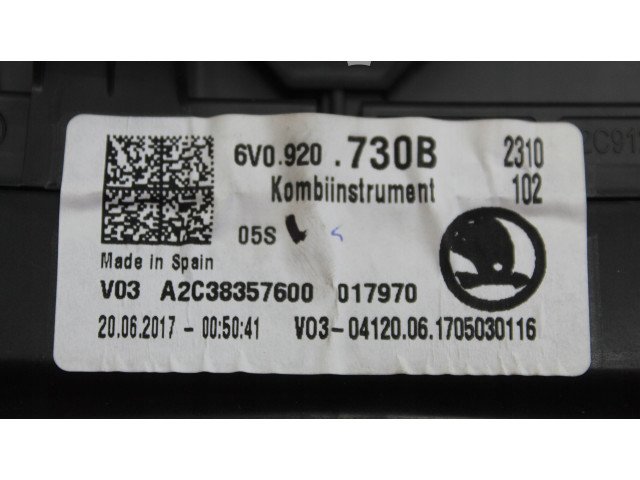 6V0.920 .730B 2310
Kombiinstrument 102
05S
Made in Spain
V03 A2C38357600 017970
20.06.2017 - 00:50:41 V03-04120.06.1705030116